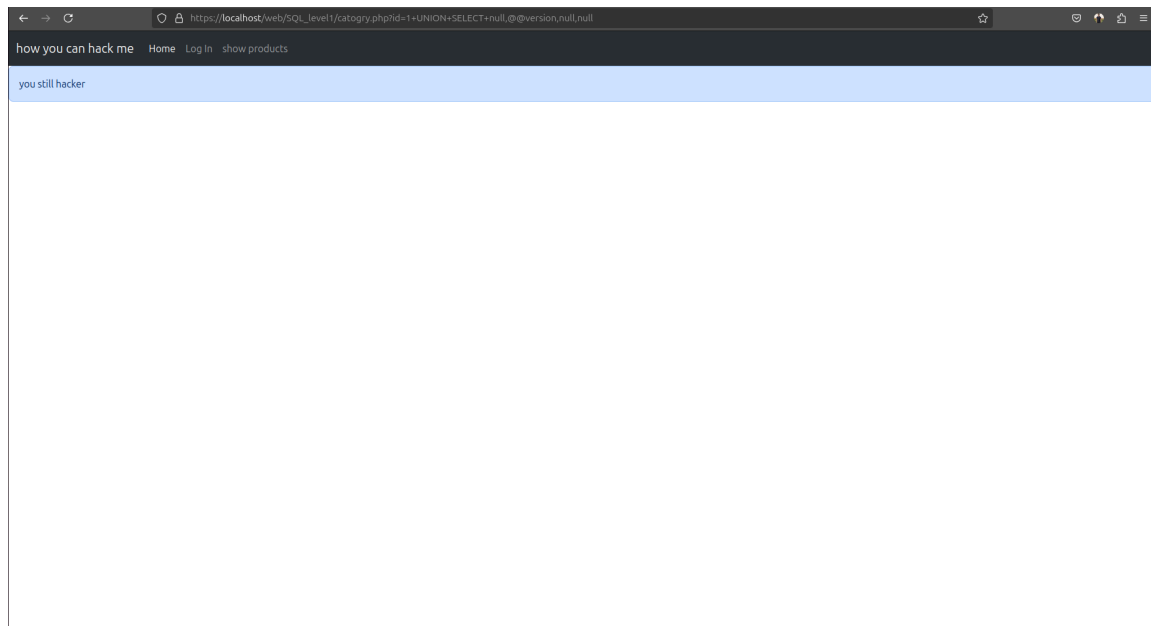 https://localhost/web/SQL_level1/catogry.php?id=1+UNION+SELECT+null,@@version,null,null
how you can hack me Home Log In show products
you still hacker